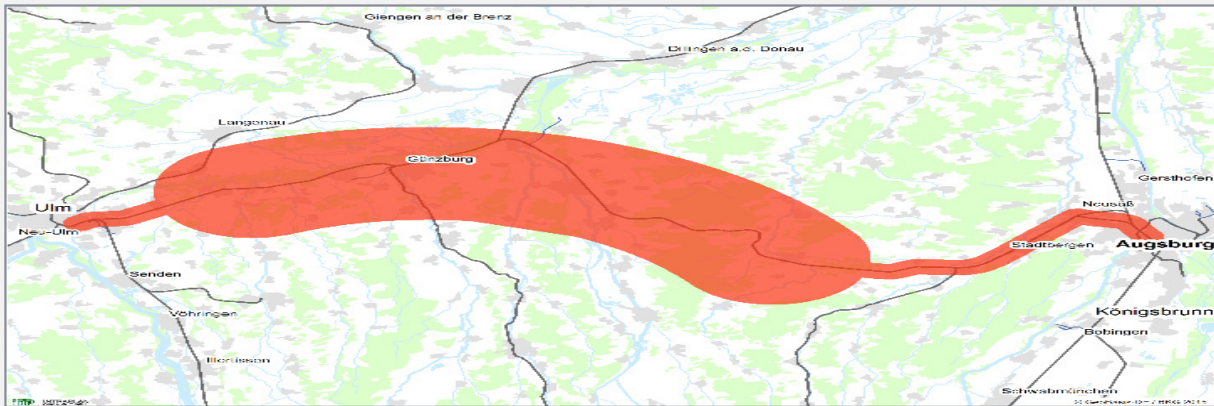 Giengen an der Brenz
Dillingen a.d. Donau
Langenau
Günzburg
Gersthofen
Ulm
Neusäß
Neu-Ulm
Stadtbergen
Augsburg
Senden
Vöhringen
Königsbrunn
Bobingen
Illertissen
Schwabmünchen